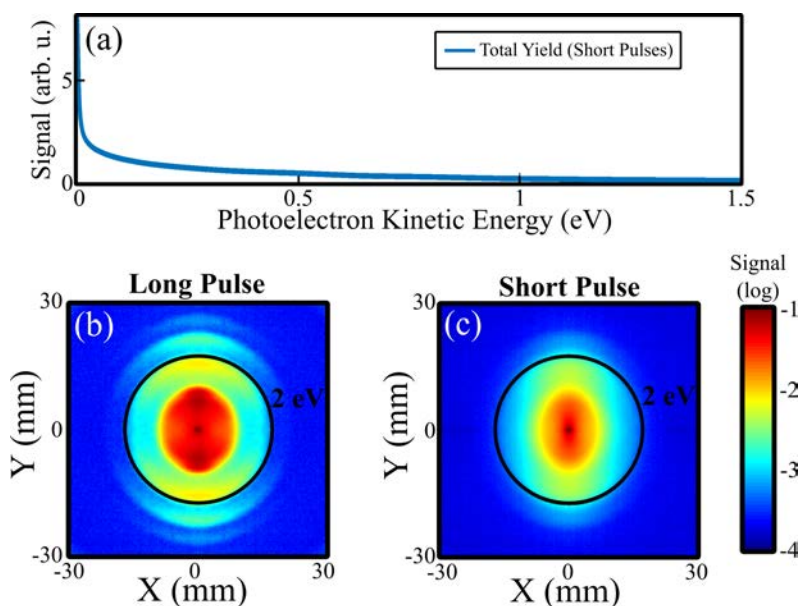 (a)
Total Yield (Short Pulses)
Signal (arb. u.)
5
0
0
0.5
1
1.5
Photoelectron Kinetic Energy (eV)
Long Pulse
(b)
2 eV
30
0
-30
Y (mm)
-30
0
30
X (mm)
Short Pulse
(c)
2 eV
30
0
-30
Y (mm)
-30
0
30
X (mm)
Signal
(log)
-1
-2
-3
-4